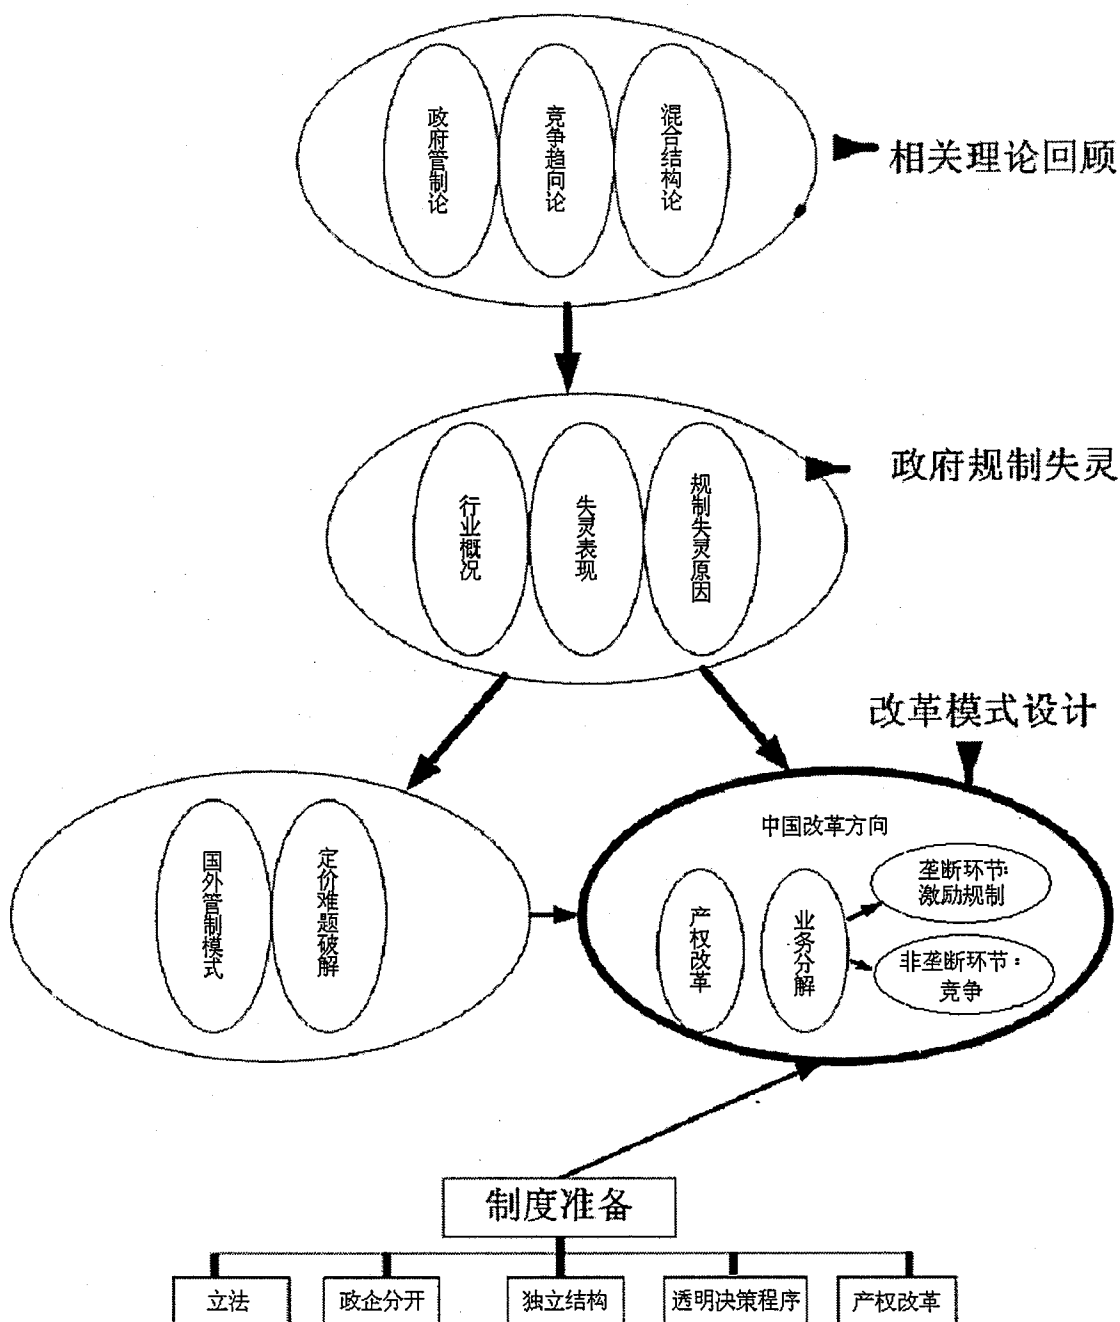 政府管制论
竞争趋向论
混合结构论
相关理论回顾
行业概况
失灵表现
规制失灵原因
政府规制失灵
改革模式设计
国外管制模式
定价难题破解
中国改革方向
产权改革
业务分解
垄断环节:
激励规制
非垄断环节:
竞争
制度准备
立法
政企分开
独立结构
透明决策程序
产权改革